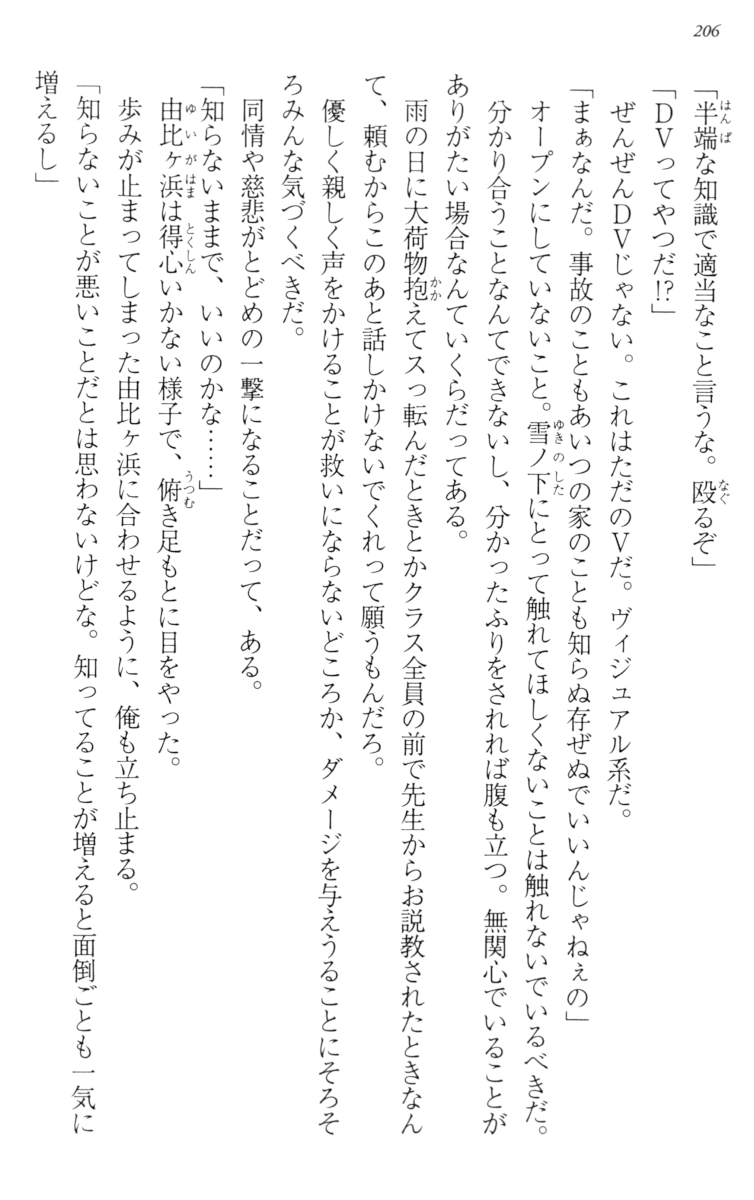 206
「半端な知識で適当なこと言うな。殴るぞ」
「DVってやつだ!?」
ぜんぜんDVじゃない。これはただのVだ。ヴィジュアル系だ。
「まぁなんだ。事故のこともあいつの家のことも知らぬ存ぜぬでいいんじゃねぇの」
オープンにしていないこと。雪ノ下にとって触れてほしくないことは触れないでいるべきだ。
分かり合うことなんてできないし、分かったふりをされれば腹も立つ。無関心でいることが
ありがたい場合なんていくらだってある。
雨の日に大荷物抱えてスっ転んだときとかクラス全員の前で先生からお説教されたときなん
て、頼むからこのあと話しかけないでくれって願うもんだろ。
優しく親しく声をかけることが救いにならないどころか、ダメージを与えうることにそろそ
ろみんな気づくべきだ。
同情や慈悲がとどめの一撃になることだって、ある。
「知らないままで、いいのかな……」
由比ヶ浜は得心いかない様子で、俯き足もとに目をやった。
歩みが止まってしまった由比ヶ浜に合わせるように、俺も立ち止まる。
「知らないことが悪いことだとは思わないけどな。知ってることが増えると面倒ごとも一気に
増えるし」